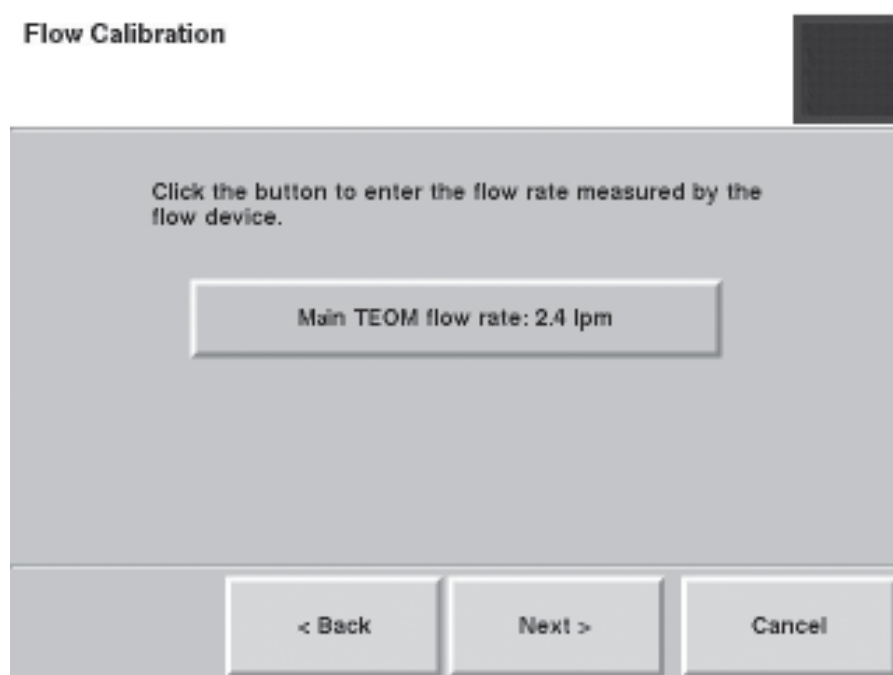 Flow Calibration
Click the button to enter the flow rate measured by the
flow device.
Main TEOM flow rate: 2.4 lpm
< Back
Next >
Cancel